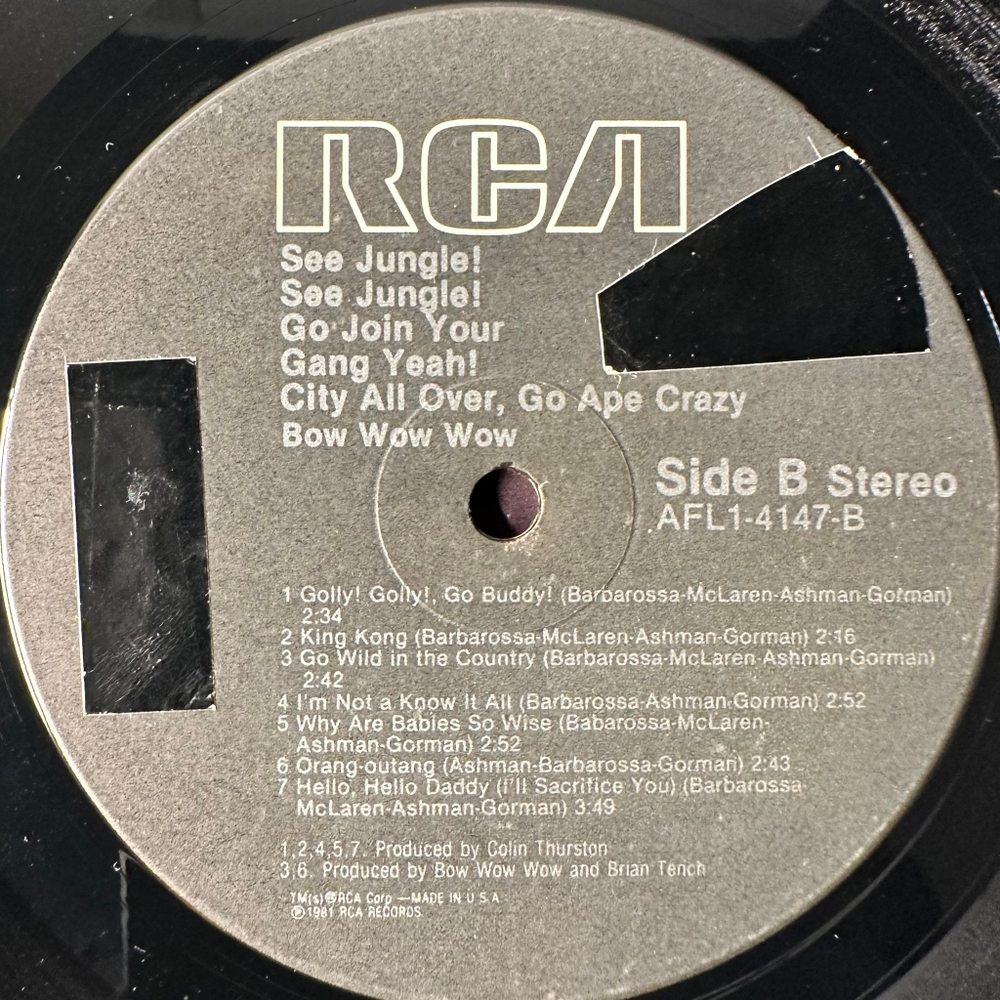 RCA
See Jungle!
See Jungle!
Go Join Your
Gang Yeah!
City All Over, Go Ape Crazy
Bow Wow Wow
Side B Stereo
AFL1-4147-B
1 Golly! Golly!, Go Buddy! (Barbarossa-McLaren-Ashman-Gorman)
2:34
2 King Kong (Barbarossa-McLaren-Ashman-Gorman) 2:16
3 Go Wild in the Country (Barbarossa-McLaren-Ashman-Gorman)
2:42
4 I'm Not a Know It All (Barbarossa-Ashman-Gorman) 2:52
5 Why Are Babies So Wise (Babarossa-McLaren-
Ashman-Gorman) 2:52
6 Orang-outang (Ashman-Barbarossa-Gorman) 2:43
7 Hello, Hello Daddy (I'll Sacrifice You) (Barbarossa-
McLaren-Ashman-Gorman) 3:49
1,2,4,5,7. Produced by Colin Thurston
3,6. Produced by Bow Wow Wow and Brian Tench
TM(s)®RCA Corp —MADE IN U S A
℗1981 RCA RECORDS